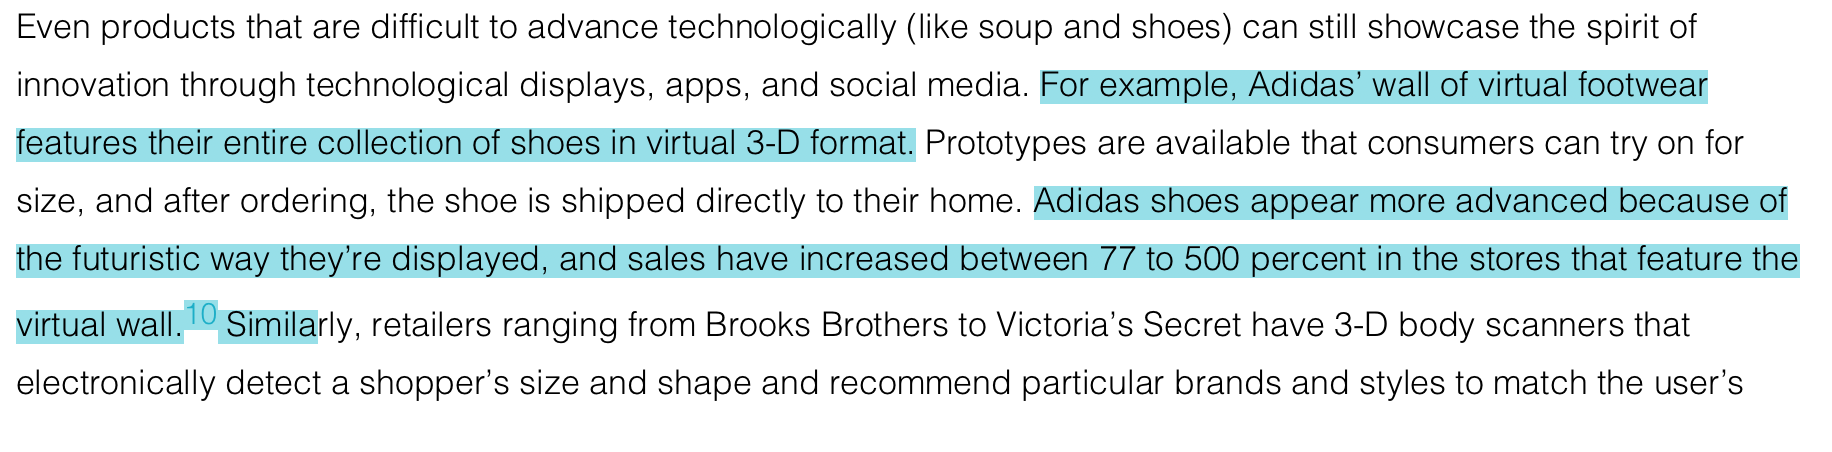 Even products that are difficult to advance technologically (like soup and shoes) can still showcase the spirit of
innovation through technological displays, apps, and social media. For example, Adidas’ wall of virtual footwear
features their entire collection of shoes in virtual 3-D format. Prototypes are available that consumers can try on for
size, and after ordering, the shoe is shipped directly to their home. Adidas shoes appear more advanced because of
the futuristic way they’re displayed, and sales have increased between 77 to 500 percent in the stores that feature the
virtual wall.10 Similarly, retailers ranging from Brooks Brothers to Victoria’s Secret have 3-D body scanners that
electronically detect a shopper’s size and shape and recommend particular brands and styles to match the user’s